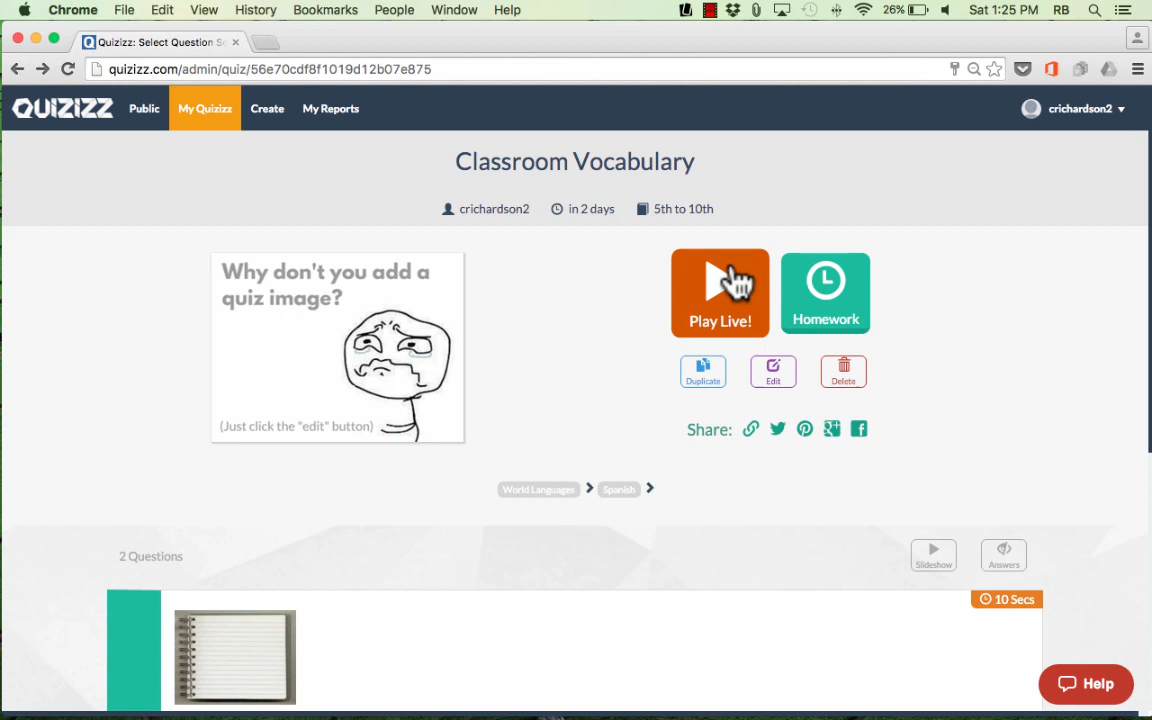 Chrome File Edit View History Bookmarks People Window Help 26% Sat 1:25 PM RB
Quizizz: Select Question Se
quizizz.com/admin/quiz/56e70cdf8f1019d12b07e875
QUIZIZZ Public My Quizizz Create My Reports crichardson2
Classroom Vocabulary
crichardson2 in 2 days 5th to 10th
Why don't you add a
quiz image?
(Just click the "edit" button)
Play Live! Homework
Duplicate Edit Delete
Share:
World Languages Spanish
2 Questions Slideshow Answers
10 Secs
Help